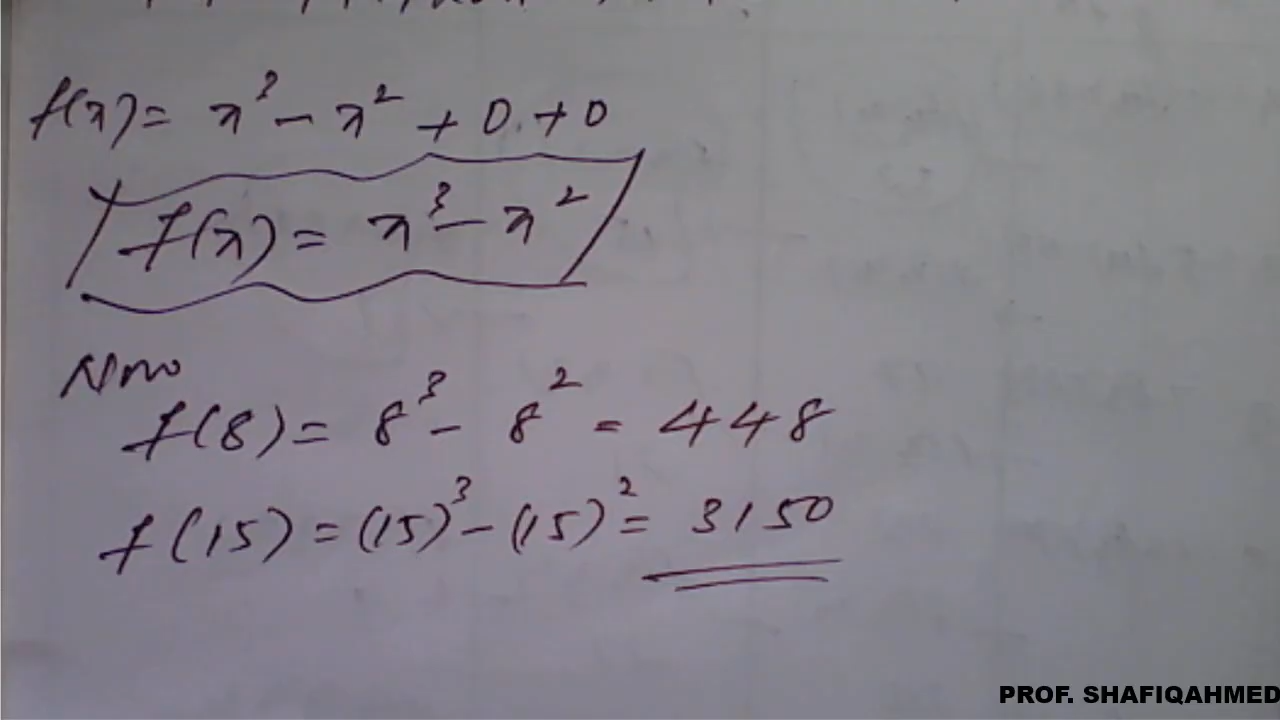 f(x) = x³ - x² + 0 + 0
f(x) = x³ - x²
Now
f(8) = 8³ - 8² = 448
f(15) = (15)³ - (15)² = 3150
PROF. SHAFIQAHMED